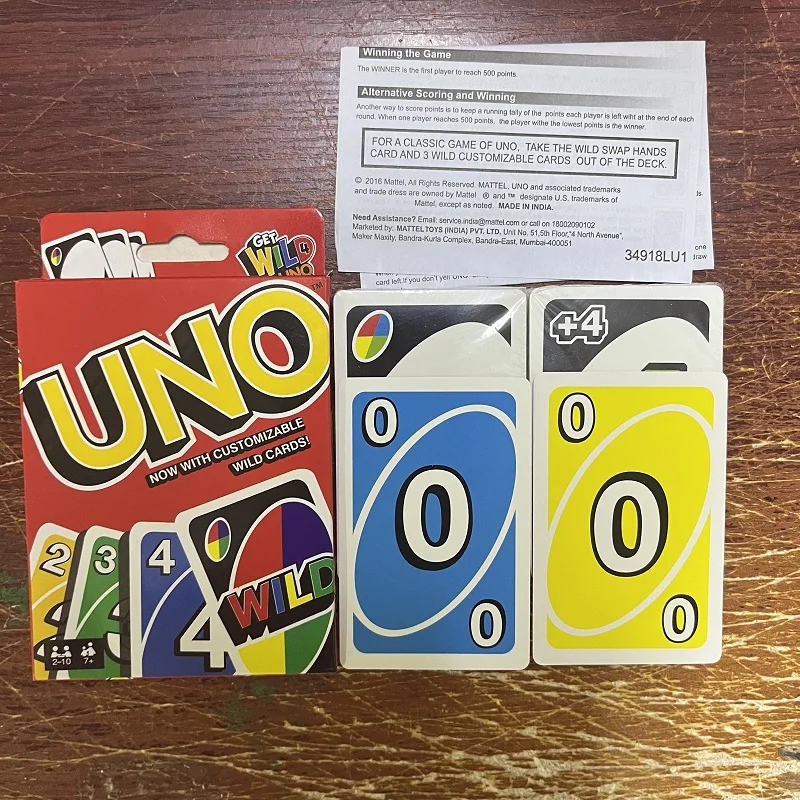 Winning the Game
The WINNER is the first player to reach 500 points.
Alternative Scoring and Winning
Another way to score points is to keep a running tally of the points each player is left wiht at the end of each
round. When one player reaches 500 points, the player withe the lowest points is the winner.
FOR A CLASSIC GAME OF UNO, TAKE THE WILD SWAP HANDS
CARD AND 3 WILD CUSTOMIZABLE CARDS OUT OF THE DECK.
© 2016 Mattel, All Rights Reserved. MATTEL, UNO and associated trademarks
and trade dress are owned by Mattel ® and ™ designate U.S. trademarks of
Mattel, except as noted. MADE IN INDIA.
Need Assistance? Email: service.india@mattel.com or call on 18002090102
Marketed by: MATTEL TOYS (INDIA) PVT. LTD, Unit No. 51,5th Floor,"4 North Avenue",
Maker Maxity, Bandra-Kurla Complex, Bandra-East, Mumbai-400051
34918LU1
ds.
one
draw
card left.If you don't yell UNO
GET
WILD 4
UNO
UNO
TM
NOW WITH CUSTOMIZABLE
WILD CARDS!
2
3
4
4
WILD
2-10
7+
+4
0
0
0
0
0
0